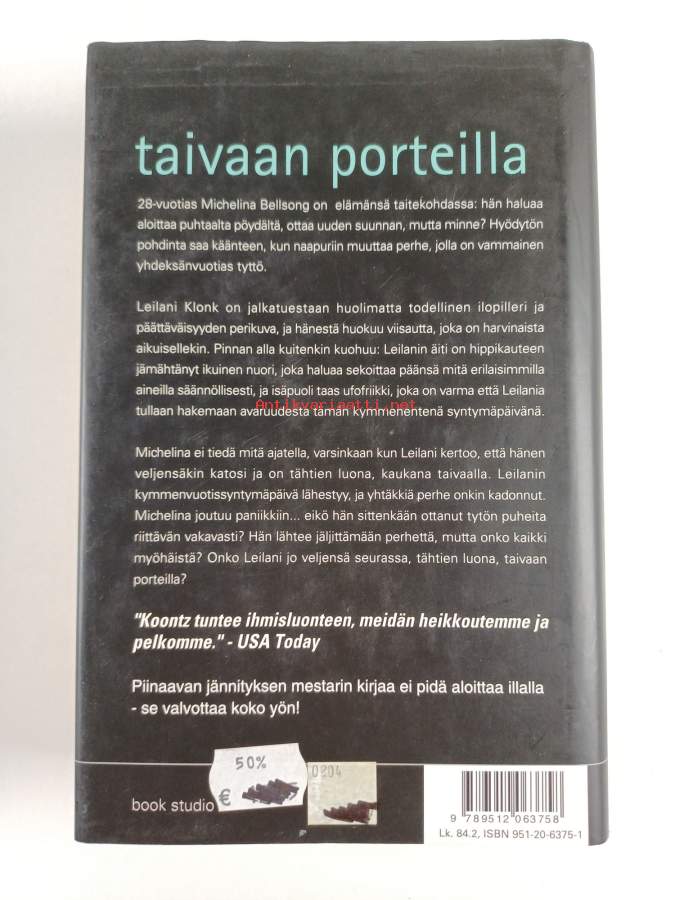 taivaan porteilla
28-vuotias Michelina Bellsong on elämänsä taitekohdassa: hän haluaa
aloittaa puhtaalta pöydältä, ottaa uuden suunnan, mutta minne? Hyödytön
pohdinta saa käänteen, kun naapuriin muuttaa perhe, jolla on vammainen
yhdeksänvuotias tyttö.
Leilani Klonk on jalkatuestaan huolimatta todellinen ilopilleri ja
päättäväisyyden perikuva, ja hänestä huokuu viisautta, joka on harvinaista
aikuisellekin. Pinnan alla kuitenkin kuohuu: Leilanin äiti on hippikauteen
jämähtänyt ikuinen nuori, joka haluaa sekoittaa päänsä mitä erilaisimmilla
aineilla säännöllisesti, ja isäpuoli taas ufofriikki, joka on varma että Leilania
Antikvariaatti.net
tullaan hakemaan avaruudesta tämän kymmenentenä syntymäpäivänä.
Michelina ei tiedä mitä ajatella, varsinkaan kun Leilani kertoo, että hänen
veljensäkin katosi ja on tähtien luona, kaukana taivaalla. Leilanin
kymmenvuotissyntymäpäivä lähestyy, ja yhtäkkiä perhe onkin kadonnut.
Michelina joutuu paniikkiin... eikö hän sittenkään ottanut tytön puheita
riittävän vakavasti? Hän lähtee jäljittämään perhettä, mutta onko kaikki
myöhäistä? Onko Leilani jo veljensä seurassa, tähtien luona, taivaan
porteilla?
"Koontz tuntee ihmisluonteen, meidän heikkoutemme ja
pelkomme." - USA Today
Piinaavan jännityksen mestarin kirjaa ei pidä aloittaa illalla
- se valvottaa koko yön!
50%
€
0204
book studio
9 789512 063758
Lk. 84.2, ISBN 951-20-6375-1